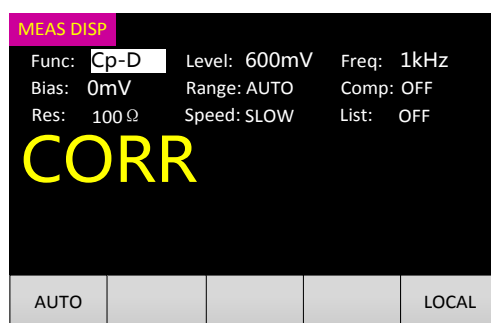 MEAS DISP
Func: Cp-D Level: 600mV Freq: 1kHz
Bias: 0mV Range: AUTO Comp: OFF
Res: 100 Ω Speed: SLOW List: OFF
CORR
AUTO LOCAL